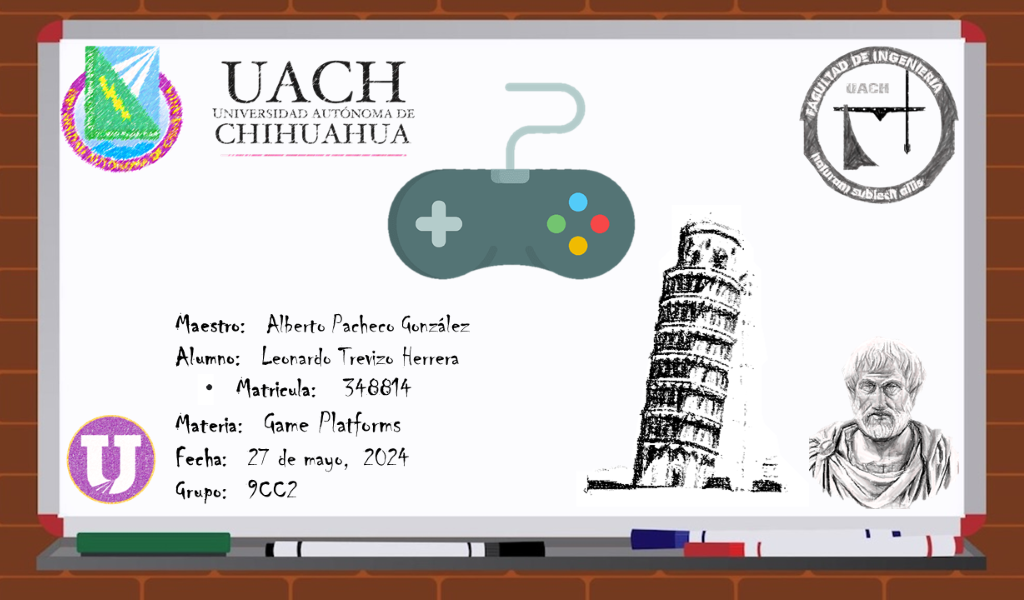 UACH
UNIVERSIDAD AUTÓNOMA DE
CHIHUAHUA
FACULTAD DE INGENIERIA
UACH
Maestro: Alberto Pacheco González
Alumno: Leonardo Trevizo Herrera
• Matricula: 348814
Materia: Game Platforms
Fecha: 27 de mayo, 2024
Grupo: 9CC2
U